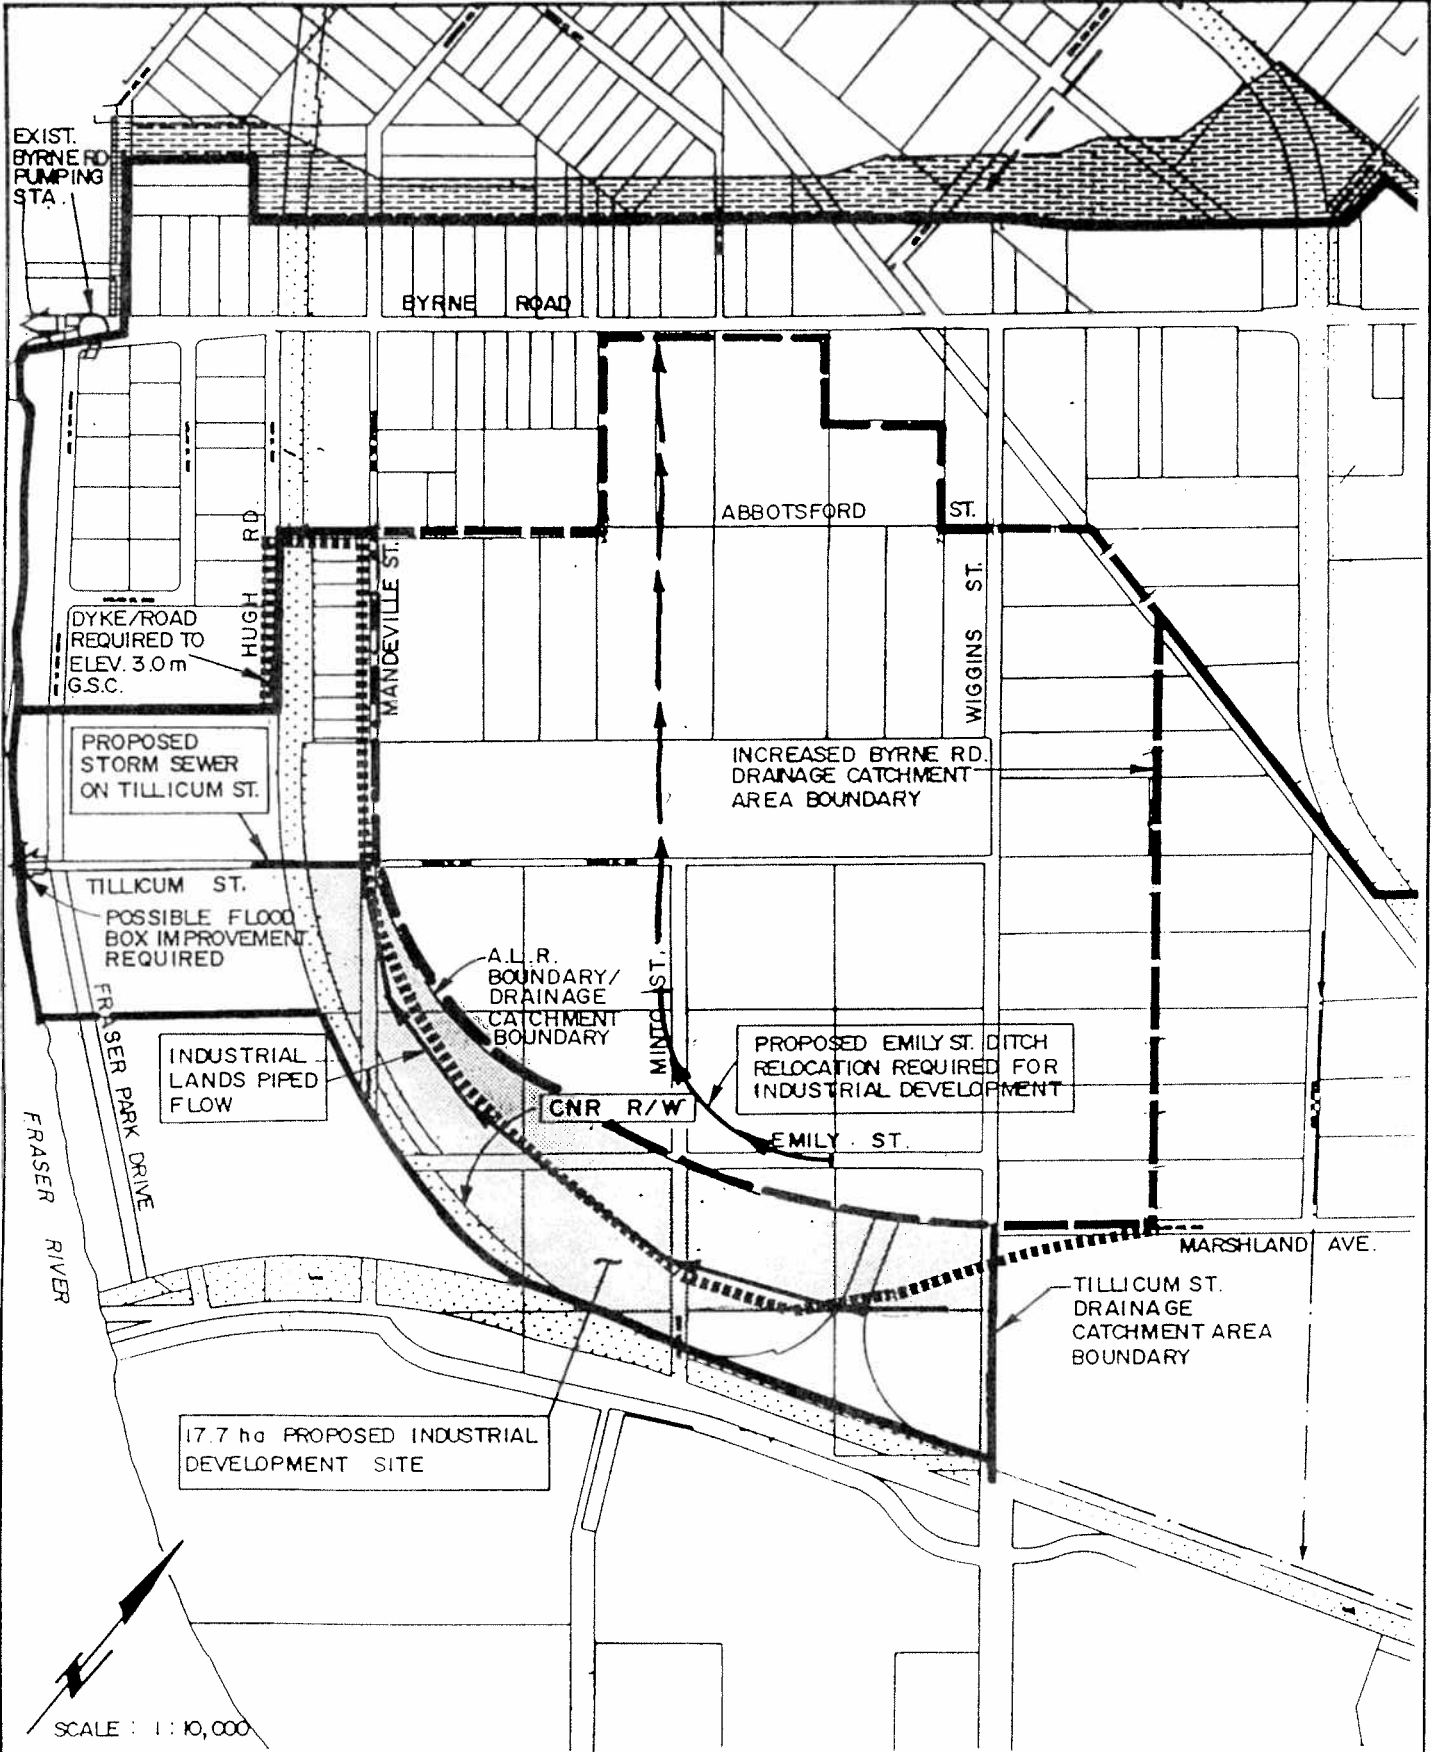 EXIST.
BYRNE RD
PUMPING
STA.
BYRNE ROAD
ABBOTSFORD ST.
HUGH RD
MANDEVILLE ST.
WIGGINS ST.
DYKE/ROAD
REQUIRED TO
ELEV. 3.0 m
G.S.C.
PROPOSED
STORM SEWER
ON TILLICUM ST.
INCREASED BYRNE RD.
DRAINAGE CATCHMENT
AREA BOUNDARY
TILLICUM ST.
POSSIBLE FLOOD
BOX IMPROVEMENT
REQUIRED
A.L.R.
BOUNDARY/
DRAINAGE
CATCHMENT
BOUNDARY
MINTO ST.
FRASER PARK DRIVE
INDUSTRIAL
LANDS PIPED
FLOW
PROPOSED EMILY ST. DITCH
RELOCATION REQUIRED FOR
INDUSTRIAL DEVELOPMENT
CNR R/W
EMILY ST.
FRASER RIVER
MARSHLAND AVE.
TILLICUM ST.
DRAINAGE
CATCHMENT AREA
BOUNDARY
17.7 ha PROPOSED INDUSTRIAL
DEVELOPMENT SITE
N
SCALE : 1 : 10,000